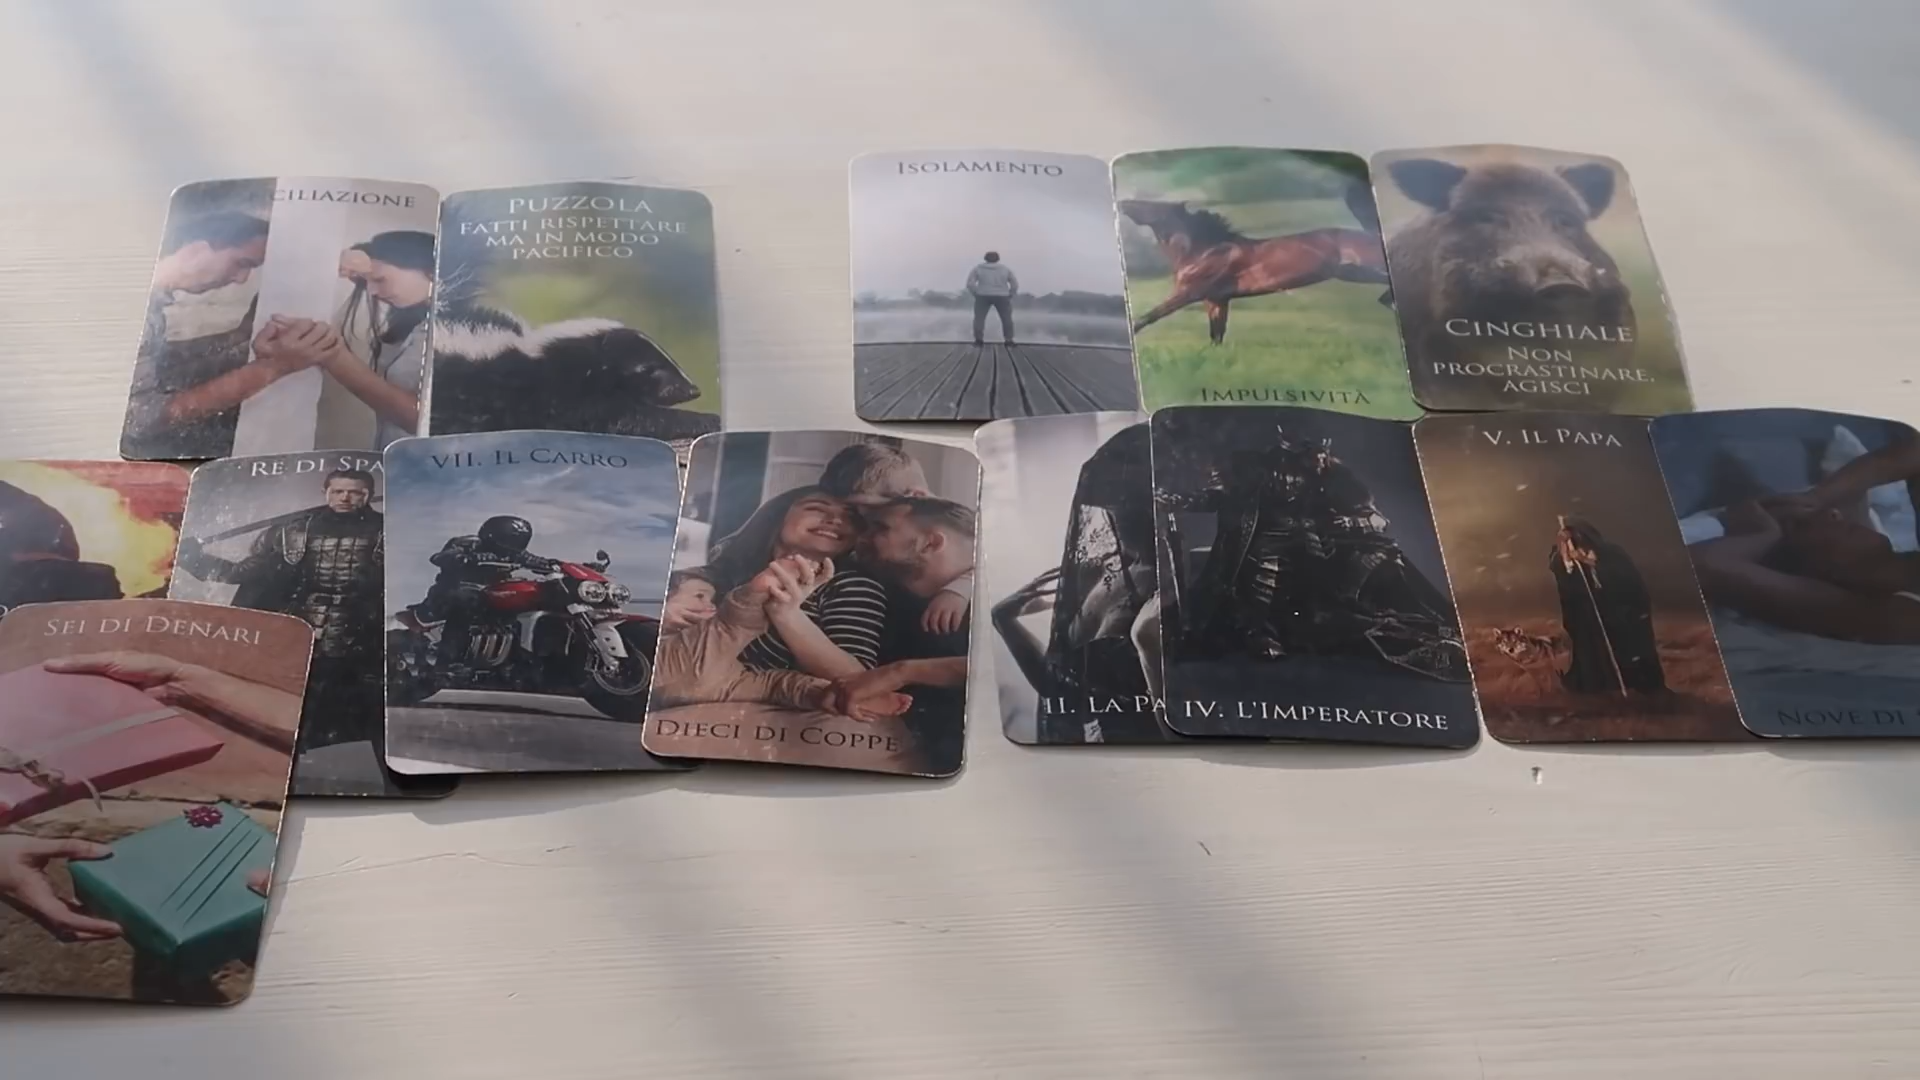 CILIAZIONE
PUZZOLA
FATTI RISPETTARE
MA IN MODO
PACIFICO
ISOLAMENTO
IMPULSIVITÀ
CINGHIALE
NON
PROCRASTINARE,
AGISCI
RE DI SPA
VII. IL CARRO
DIECI DI COPPE
II. LA PA
IV. L'IMPERATORE
V. IL PAPA
NOVE DI
SEI DI DENARI